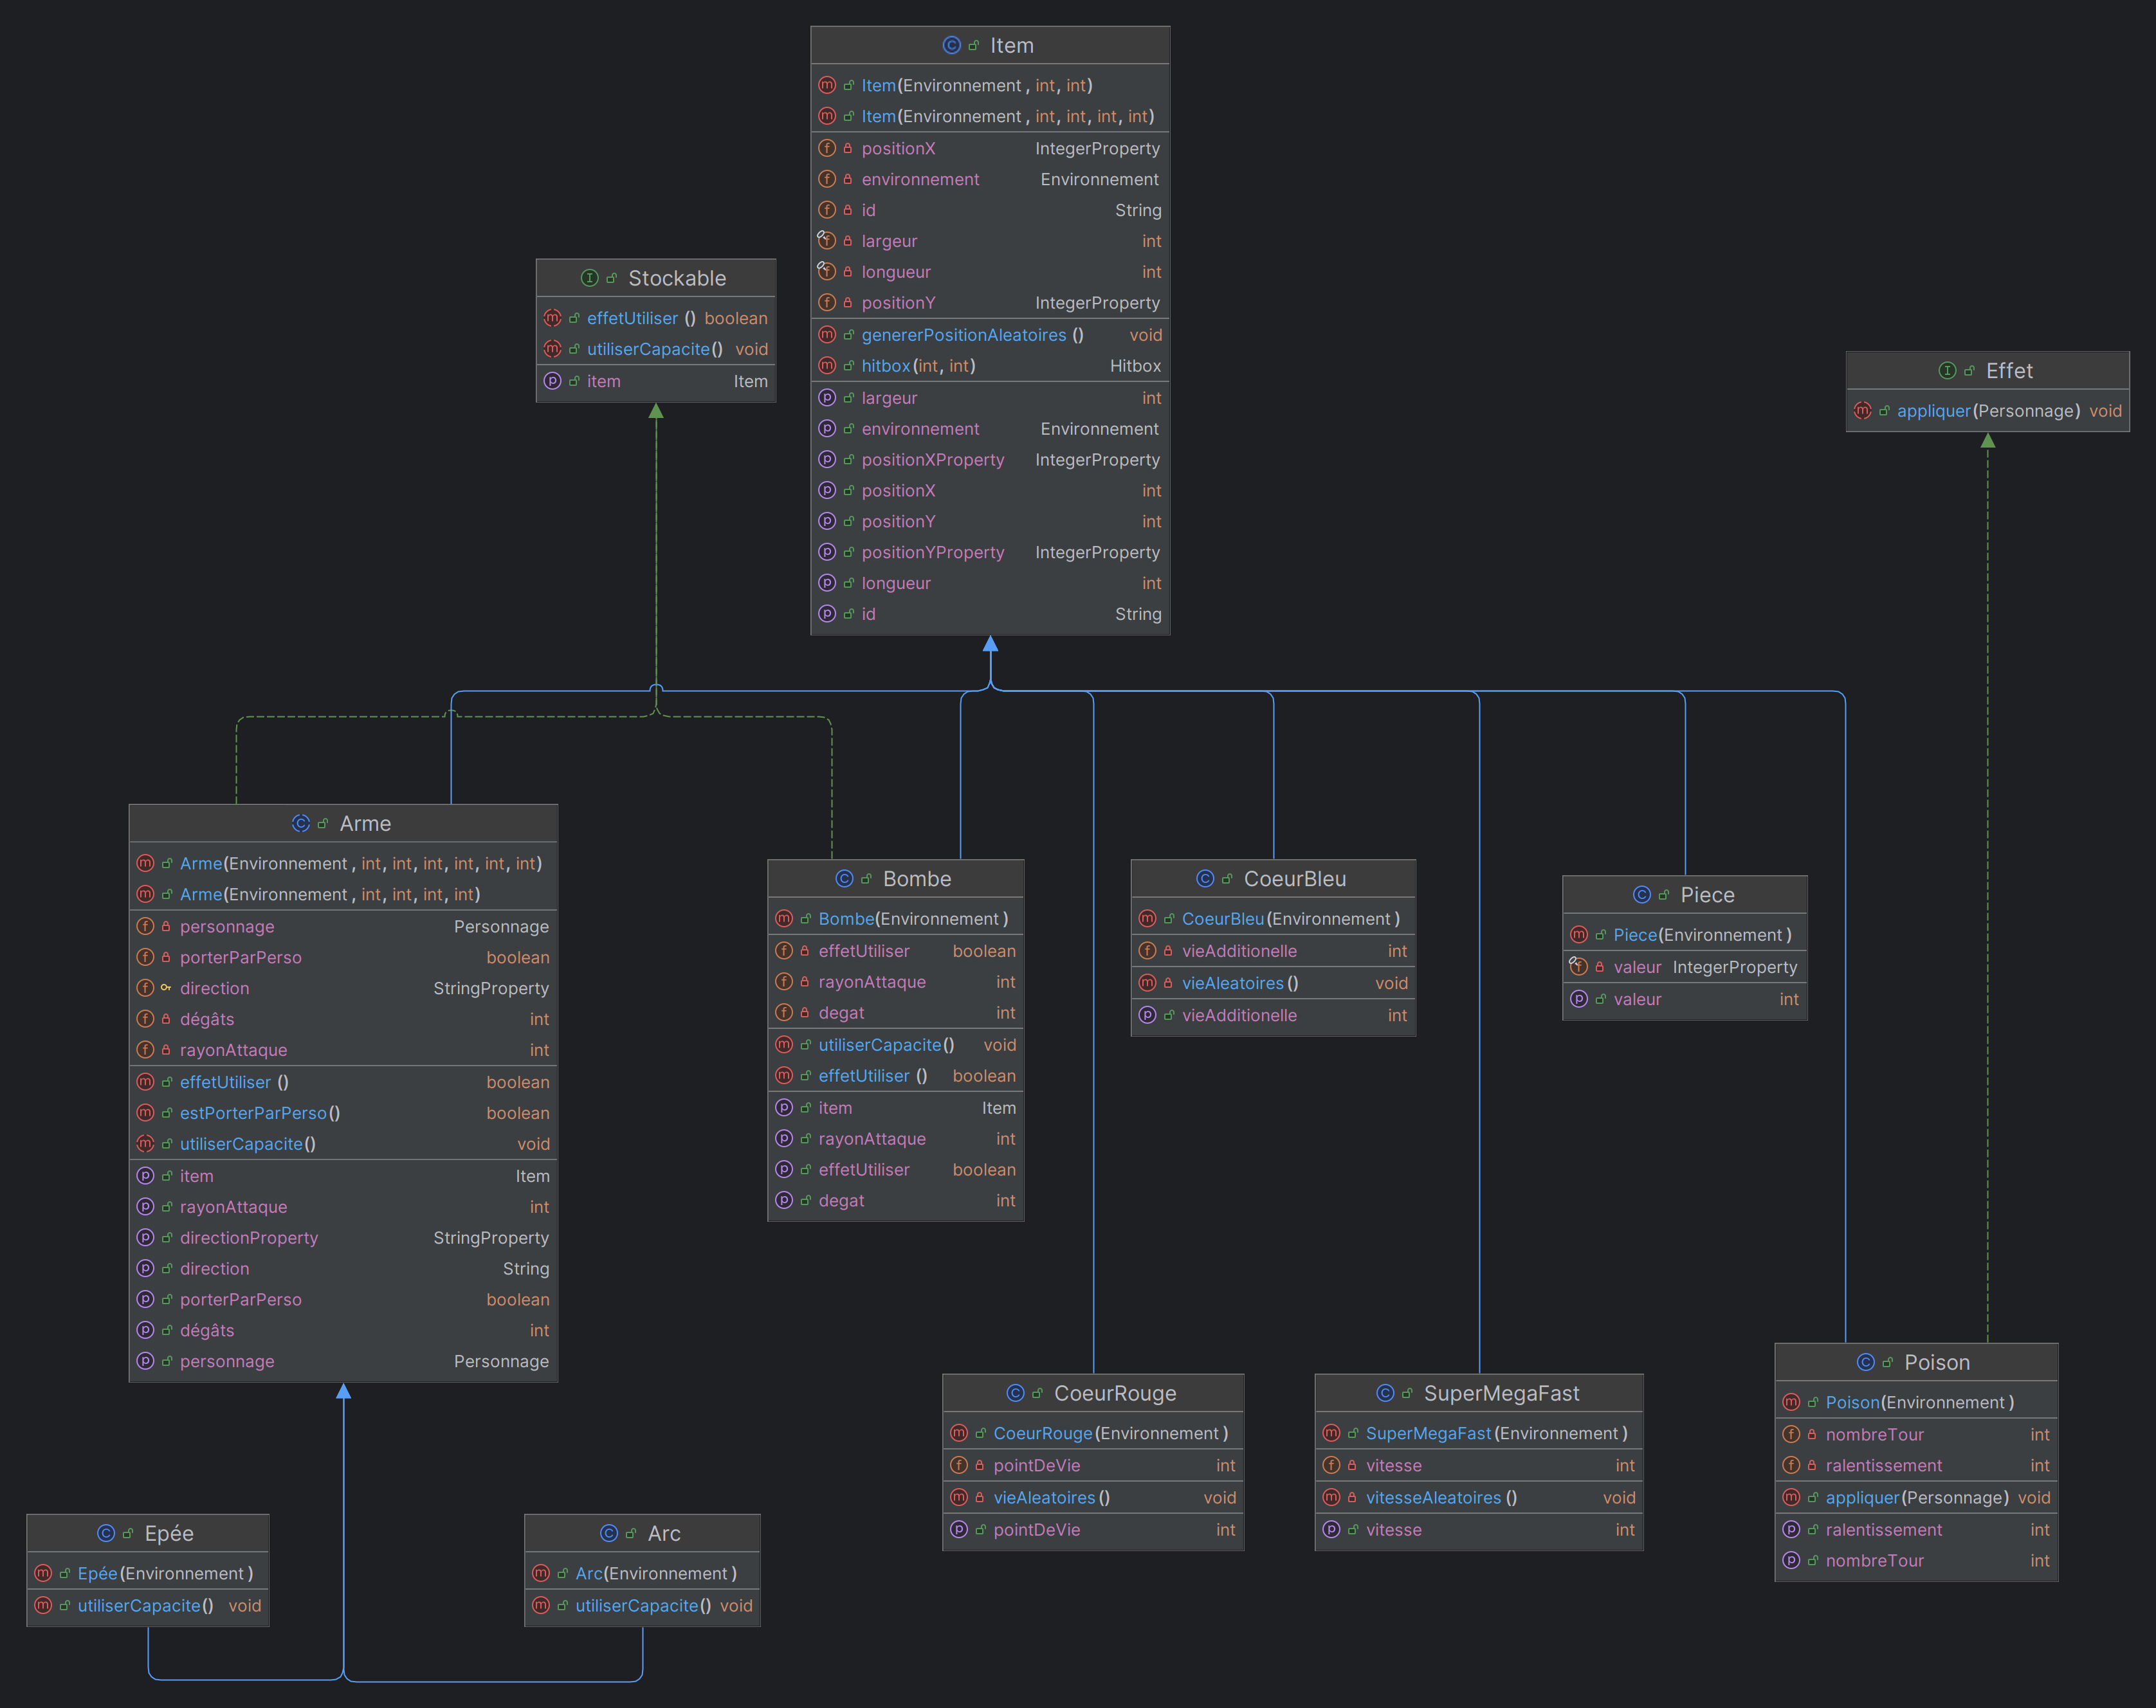 Item
Item(Environnement, int, int)
Item(Environnement, int, int, int, int)
positionX IntegerProperty
environnement Environnement
id String
largeur int
longueur int
positionY IntegerProperty
genererPositionAleatoires() void
hitbox(int, int) Hitbox
largeur int
environnement Environnement
positionXProperty IntegerProperty
positionX int
positionY int
positionYProperty IntegerProperty
longueur int
id String
Stockable
effetUtiliser() boolean
utiliserCapacite() void
item Item
Effet
appliquer(Personnage) void
Arme
Arme(Environnement, int, int, int, int, int, int)
Arme(Environnement, int, int, int, int)
personnage Personnage
porterParPerso boolean
direction StringProperty
dégâts int
rayonAttaque int
effetUtiliser() boolean
estPorterParPerso() boolean
utiliserCapacite() void
item Item
rayonAttaque int
directionProperty StringProperty
direction String
porterParPerso boolean
dégâts int
personnage Personnage
Bombe
Bombe(Environnement)
effetUtiliser boolean
rayonAttaque int
degat int
utiliserCapacite() void
effetUtiliser() boolean
item Item
rayonAttaque int
effetUtiliser boolean
degat int
CoeurBleu
CoeurBleu(Environnement)
vieAdditionelle int
vieAleatoires() void
vieAdditionelle int
Piece
Piece(Environnement)
valeur IntegerProperty
valeur int
CoeurRouge
CoeurRouge(Environnement)
pointDeVie int
vieAleatoires() void
pointDeVie int
SuperMegaFast
SuperMegaFast(Environnement)
vitesse int
vitesseAleatoires() void
vitesse int
Poison
Poison(Environnement)
nombreTour int
ralentissement int
appliquer(Personnage) void
ralentissement int
nombreTour int
Epée
Epée(Environnement)
utiliserCapacite() void
Arc
Arc(Environnement)
utiliserCapacite() void